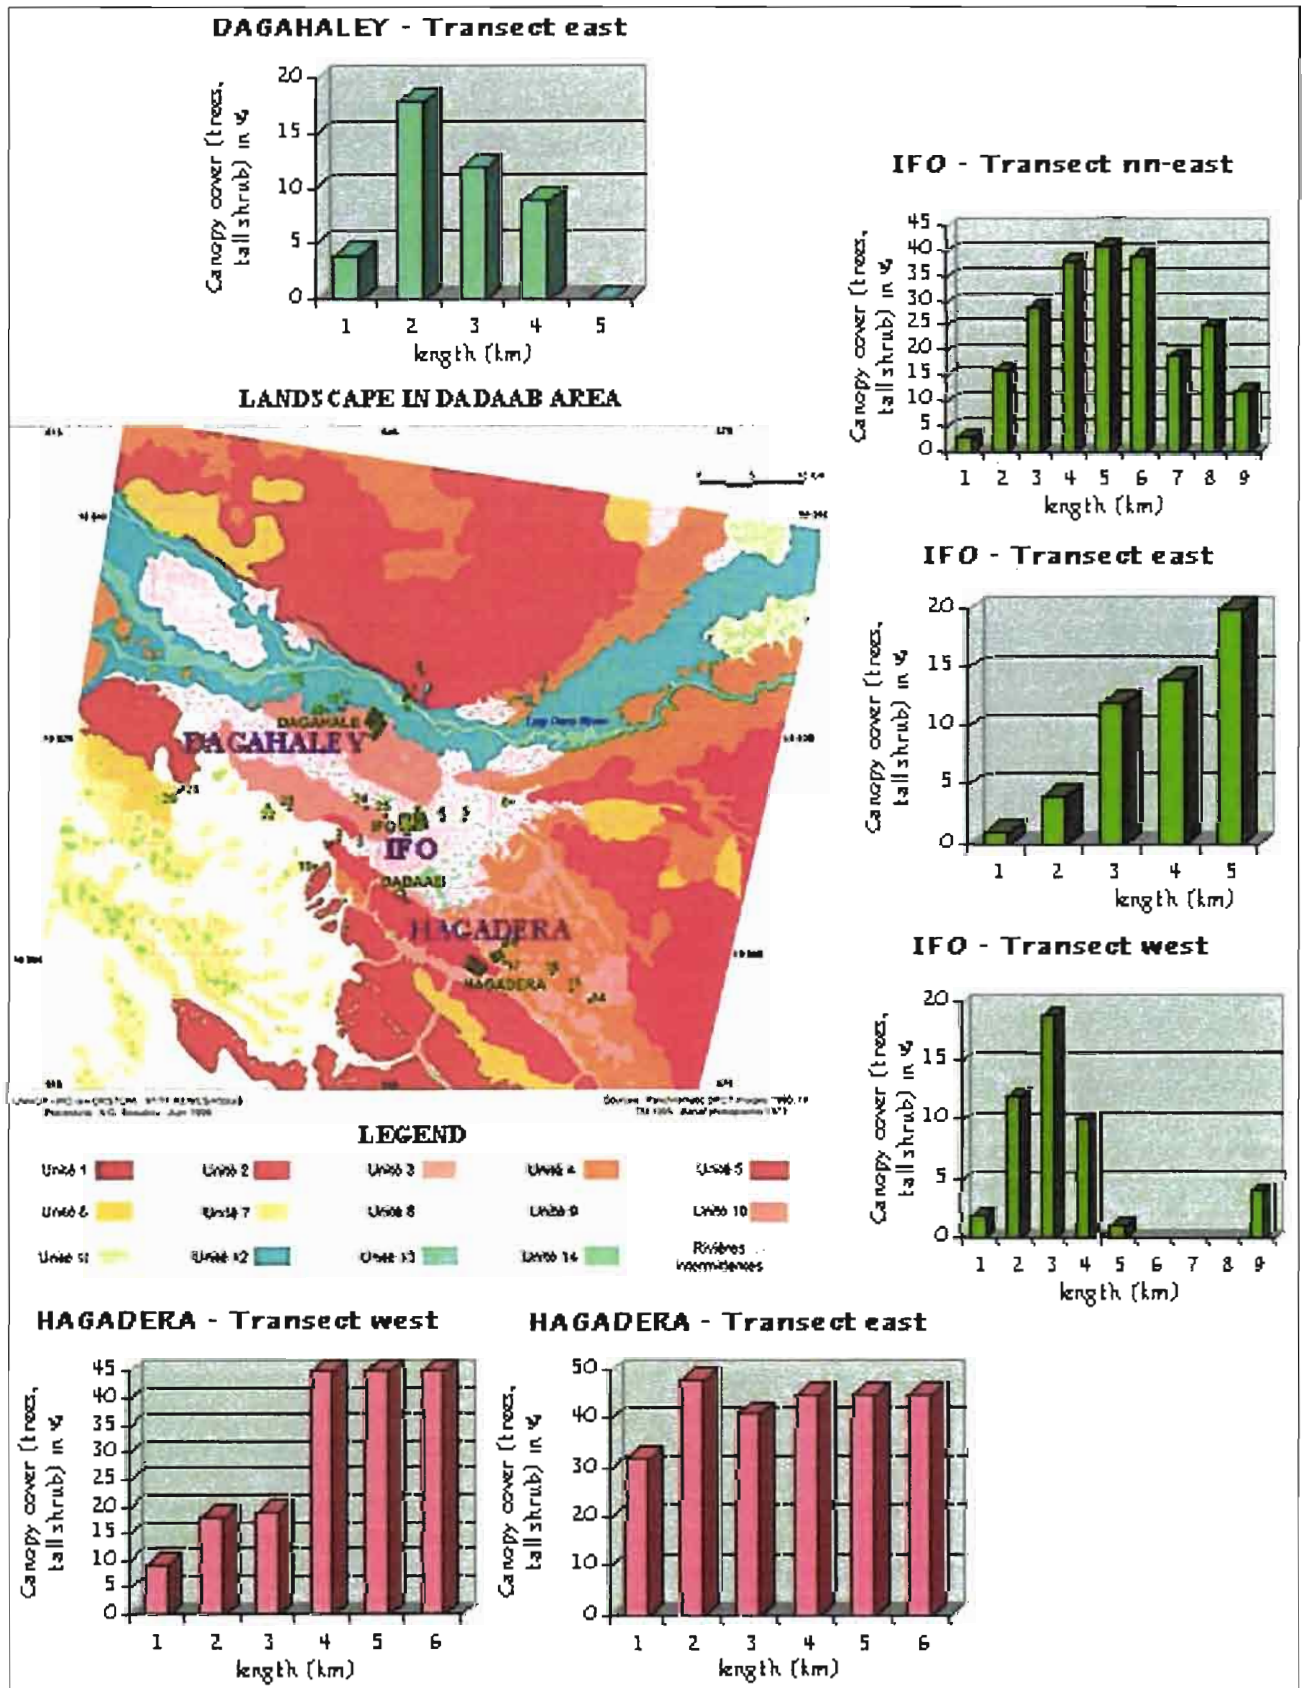 DAGAHALEY - Transect east
Canopy cover (trees,
tall shrub) in %
20
15
10
5
0
1 2 3 4 5
length (km)
IFO - Transect nn-east
Canopy cover (trees,
tall shrub) in %
45
40
35
30
25
20
15
10
5
0
1 2 3 4 5 6 7 8 9
length (km)
LANDSCAPE IN DADAAB AREA
DAGAHALE
DAGAHALEY
IFO
IFO
DADAAB
HAGADERA
HAGADERA
IFO - Transect east
Canopy cover (trees,
tall shrub) in %
20
15
10
5
0
1 2 3 4 5
length (km)
IFO - Transect west
Canopy cover (trees,
tall shrub) in %
20
15
10
5
0
1 2 3 4 5 6 7 8 9
length (km)
LEGEND
Unité 1 Unité 2 Unité 3 Unité 4 Unité 5
Unité 6 Unité 7 Unité 8 Unité 9 Unité 10
Unité 11 Unité 12 Unité 13 Unité 14 Rivières
intermittentes
HAGADERA - Transect west
Canopy cover (trees,
tall shrub) in %
45
40
35
30
25
20
15
10
5
0
1 2 3 4 5 6
length (km)
HAGADERA - Transect east
Canopy cover (trees,
tall shrub) in %
50
40
30
20
10
0
1 2 3 4 5 6
length (km)